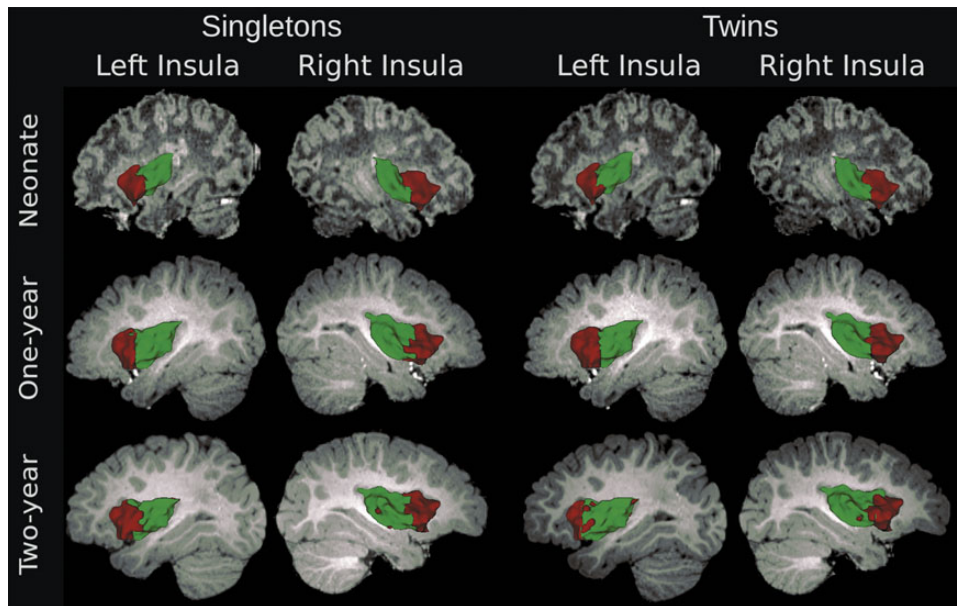 Singletons Twins
Left Insula Right Insula Left Insula Right Insula
Neonate
One-year
Two-year